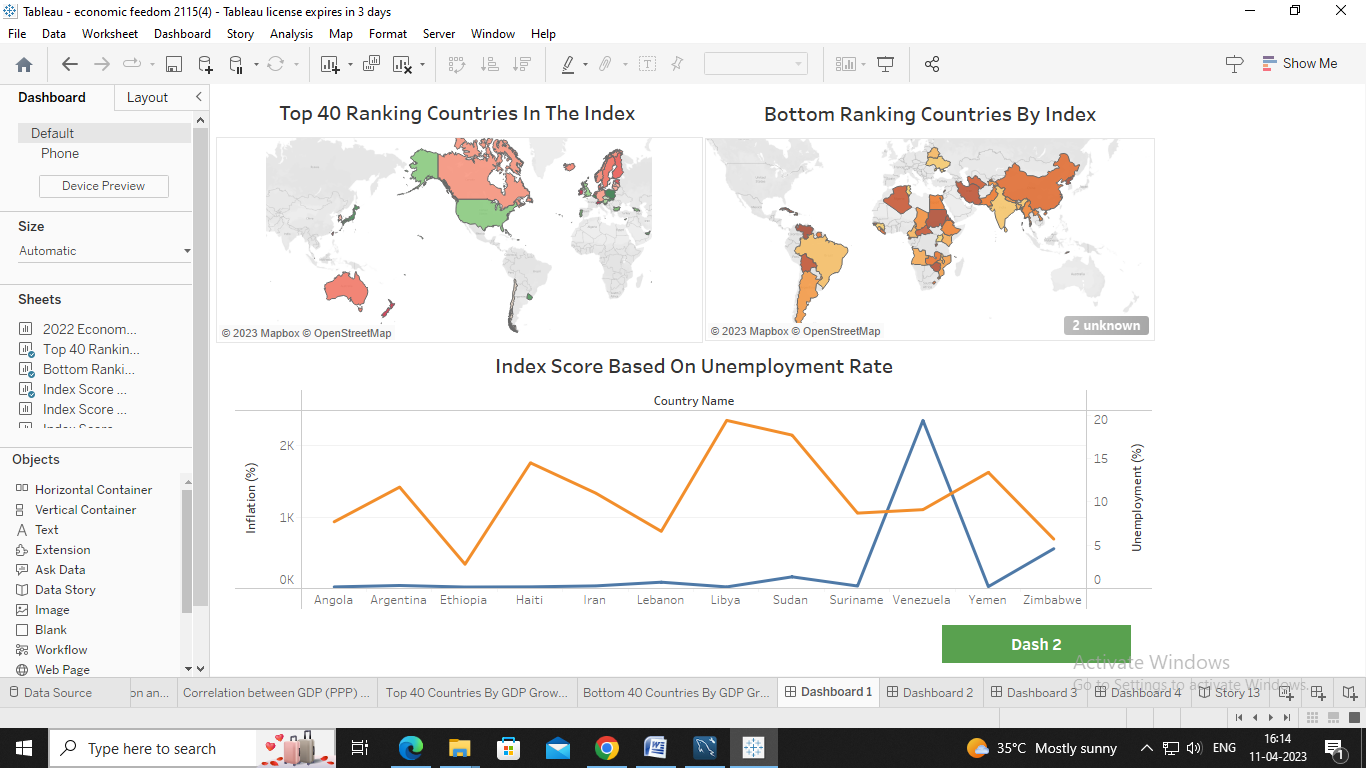 Tableau - economic feedom 2115(4) - Tableau license expires in 3 days
File Data Worksheet Dashboard Story Analysis Map Format Server Window Help
Show Me
Dashboard Layout
Default
Phone
Device Preview
Size
Automatic
Sheets
2022 Econom...
Top 40 Rankin...
Bottom Ranki...
Index Score ...
Index Score ...
Index Score
Objects
Horizontal Container
Vertical Container
Text
Extension
Ask Data
Data Story
Image
Blank
Workflow
Web Page
Top 40 Ranking Countries In The Index
© 2023 Mapbox © OpenStreetMap
Bottom Ranking Countries By Index
© 2023 Mapbox © OpenStreetMap
2 unknown
Index Score Based On Unemployment Rate
Country Name
Inflation (%)
2K
1K
0K
20
15
10
5
0
Unemployment (%)
Angola Argentina Ethiopia Haiti Iran Lebanon Libya Sudan Suriname Venezuela Yemen Zimbabwe
Dash 2
Activate Windows
Go to Settings to activate Windows.
Data Source on an... Correlation between GDP (PPP) ... Top 40 Countries By GDP Grow... Bottom 40 Countries By GDP Gr... Dashboard 1 Dashboard 2 Dashboard 3 Dashboard 4 Story 13
Type here to search
35°C Mostly sunny
ENG
16:14
11-04-2023
1